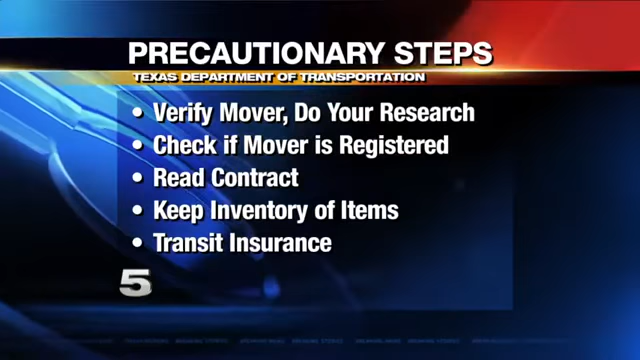 PRECAUTIONARY STEPS
TEXAS DEPARTMENT OF TRANSPORTATION
• Verify Mover, Do Your Research
• Check if Mover is Registered
• Read Contract
• Keep Inventory of Items
• Transit Insurance
5